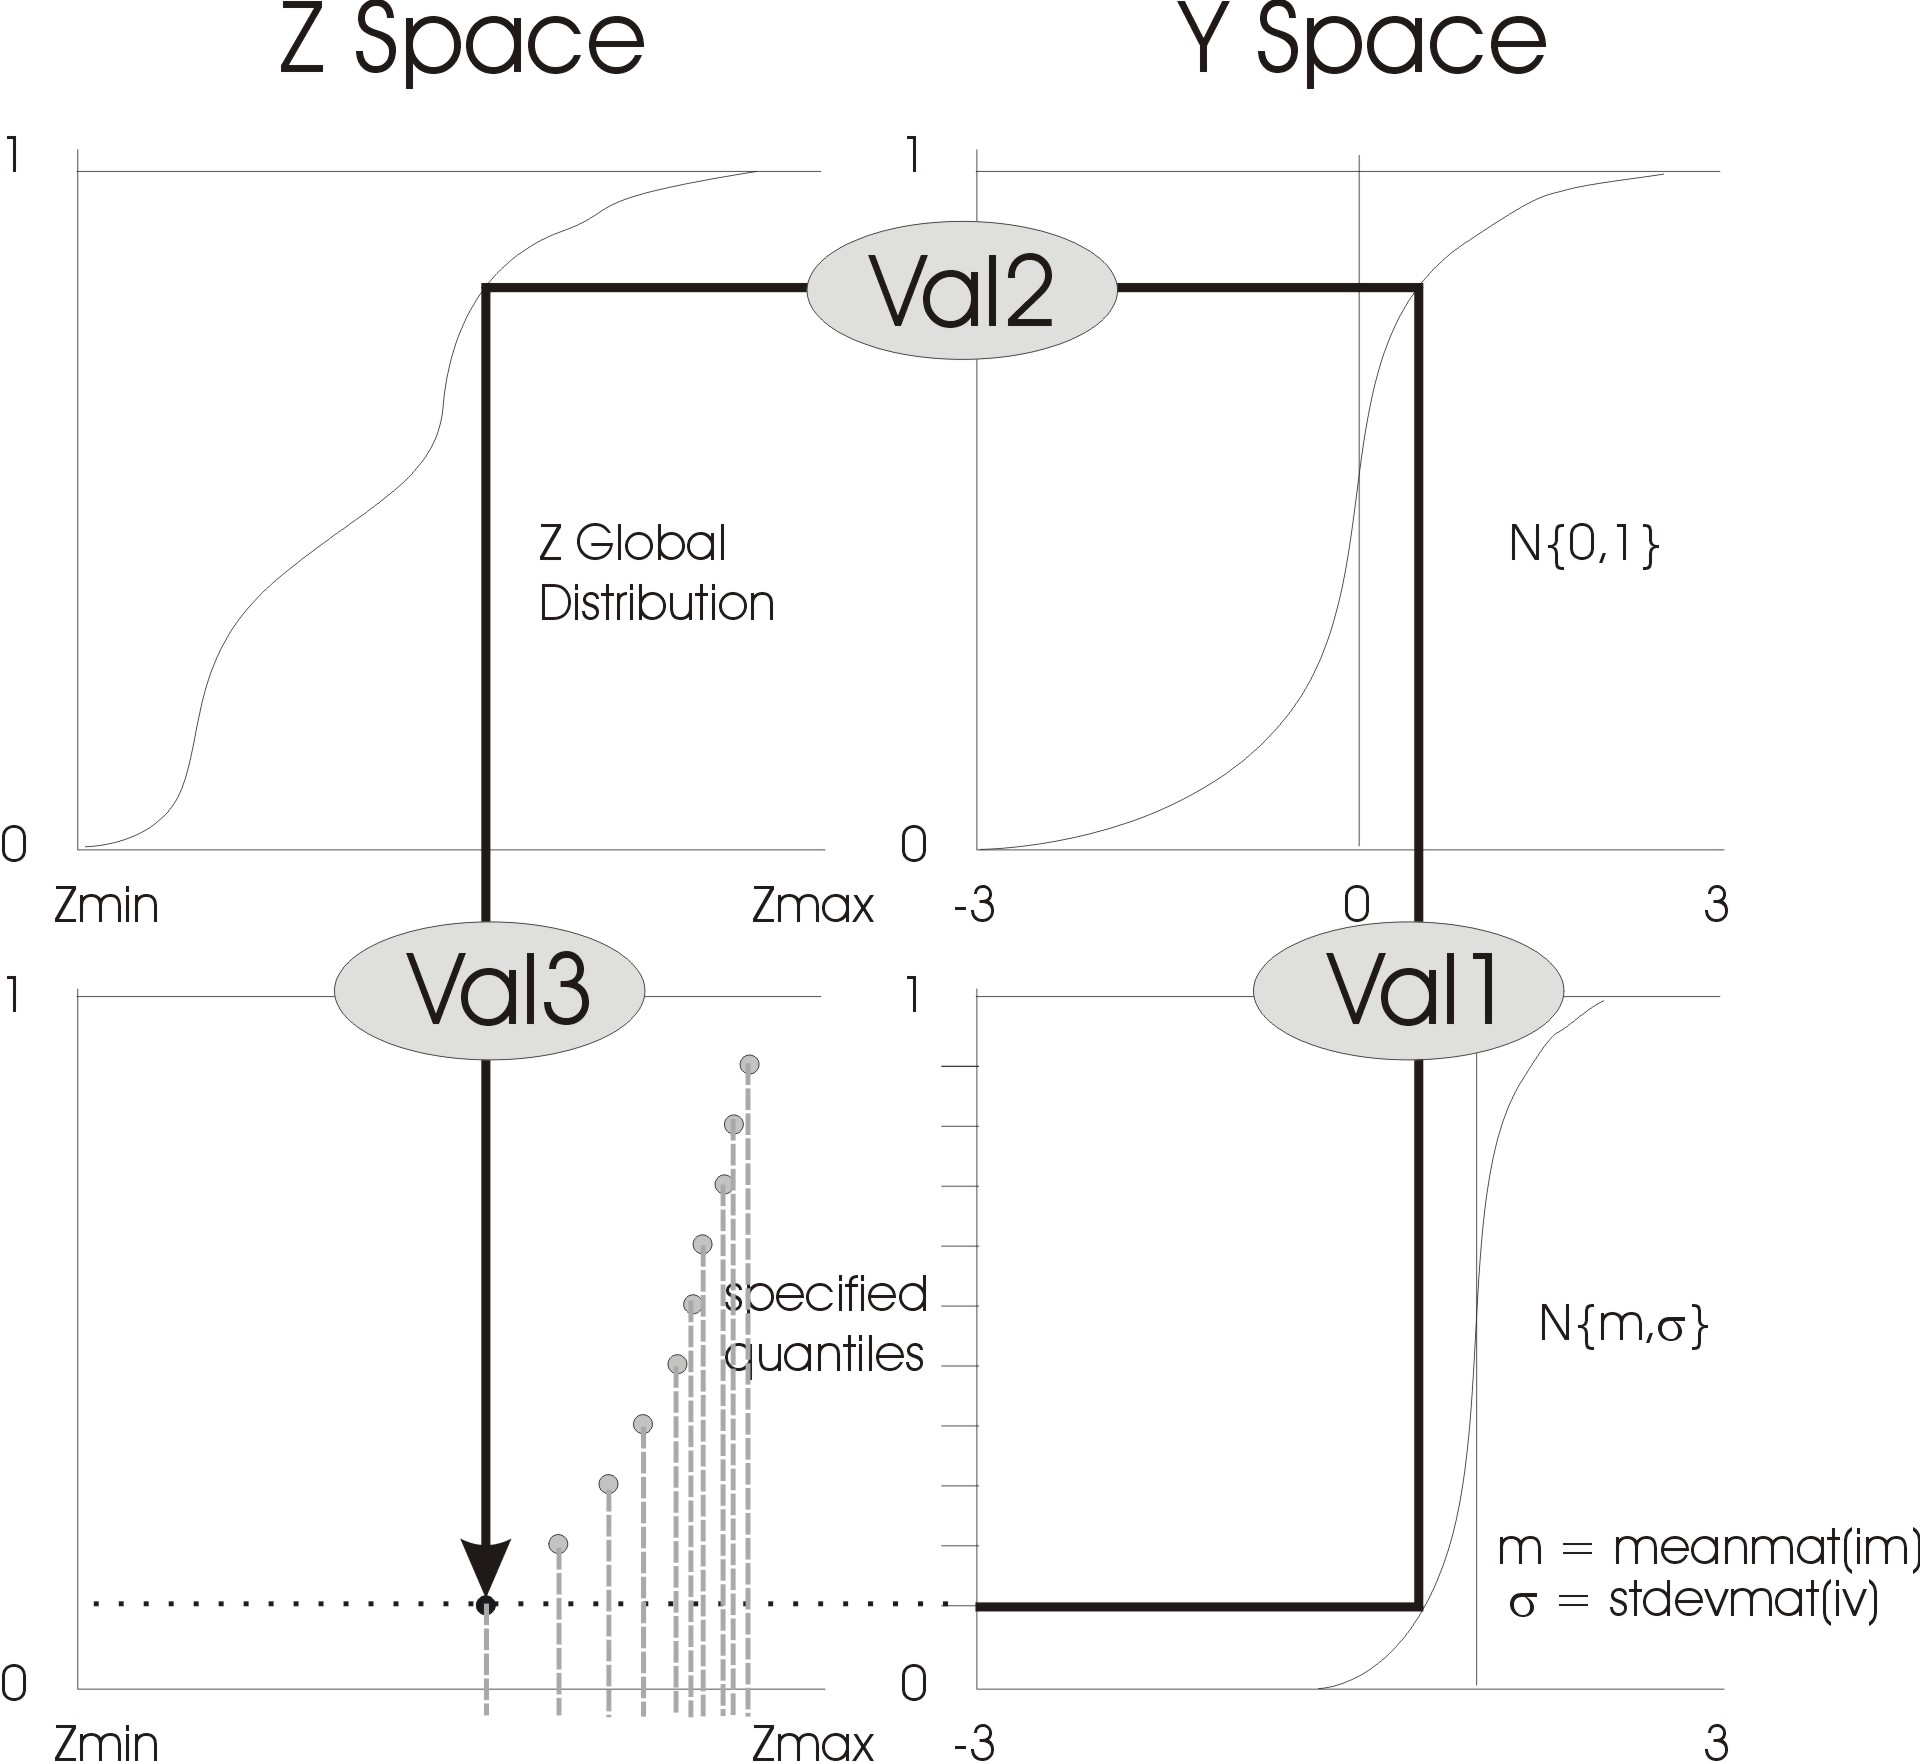 Z Space
Y Space
1
1
Val2
Z Global
Distribution
N{0,1}
0
0
Zmin
Zmax
-3
0
3
Val3
Val1
1
1
specified
quantiles
N{m,σ}
m = meanmat(im)
σ = stdevmat(iv)
0
0
Zmin
Zmax
-3
3